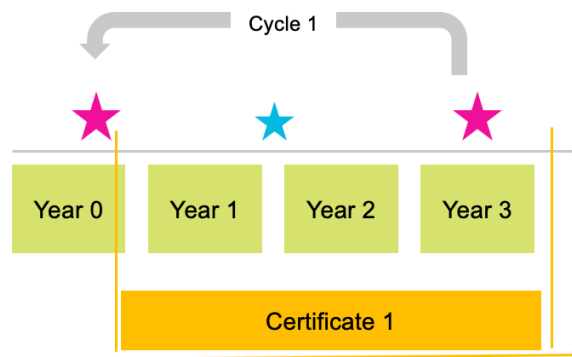 Cycle 1
Year 0
Year 1
Year 2
Year 3
Certificate 1